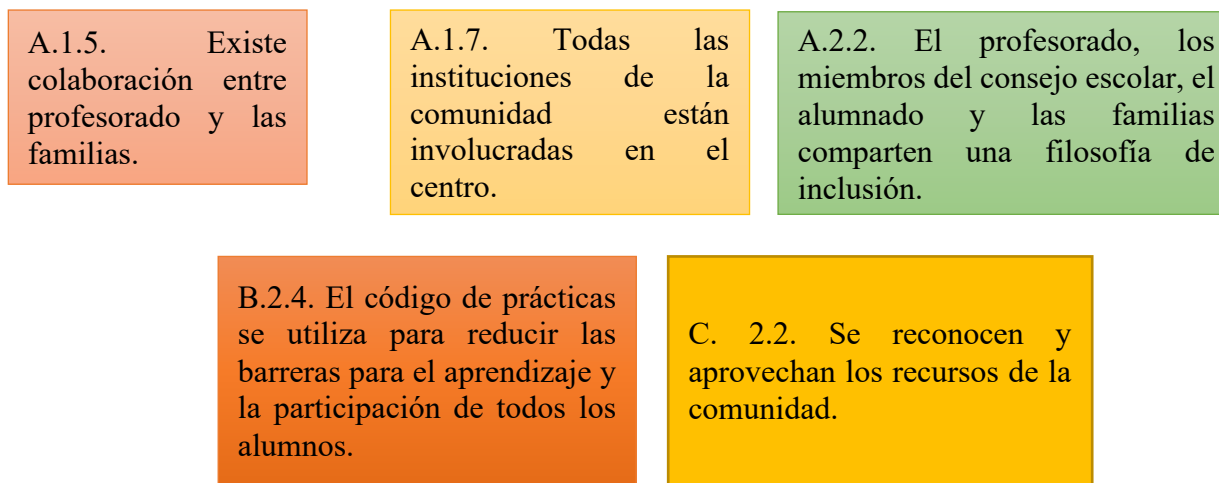 A.1.5. Existe
colaboración entre
profesorado y las
familias.
A.1.7. Todas las
instituciones de la
comunidad están
involucradas en el
centro.
A.2.2. El profesorado, los
miembros del consejo escolar, el
alumnado y las familias
comparten una filosofía de
inclusión.
B.2.4. El código de prácticas
se utiliza para reducir las
barreras para el aprendizaje y
la participación de todos los
alumnos.
C. 2.2. Se reconocen y
aprovechan los recursos de la
comunidad.